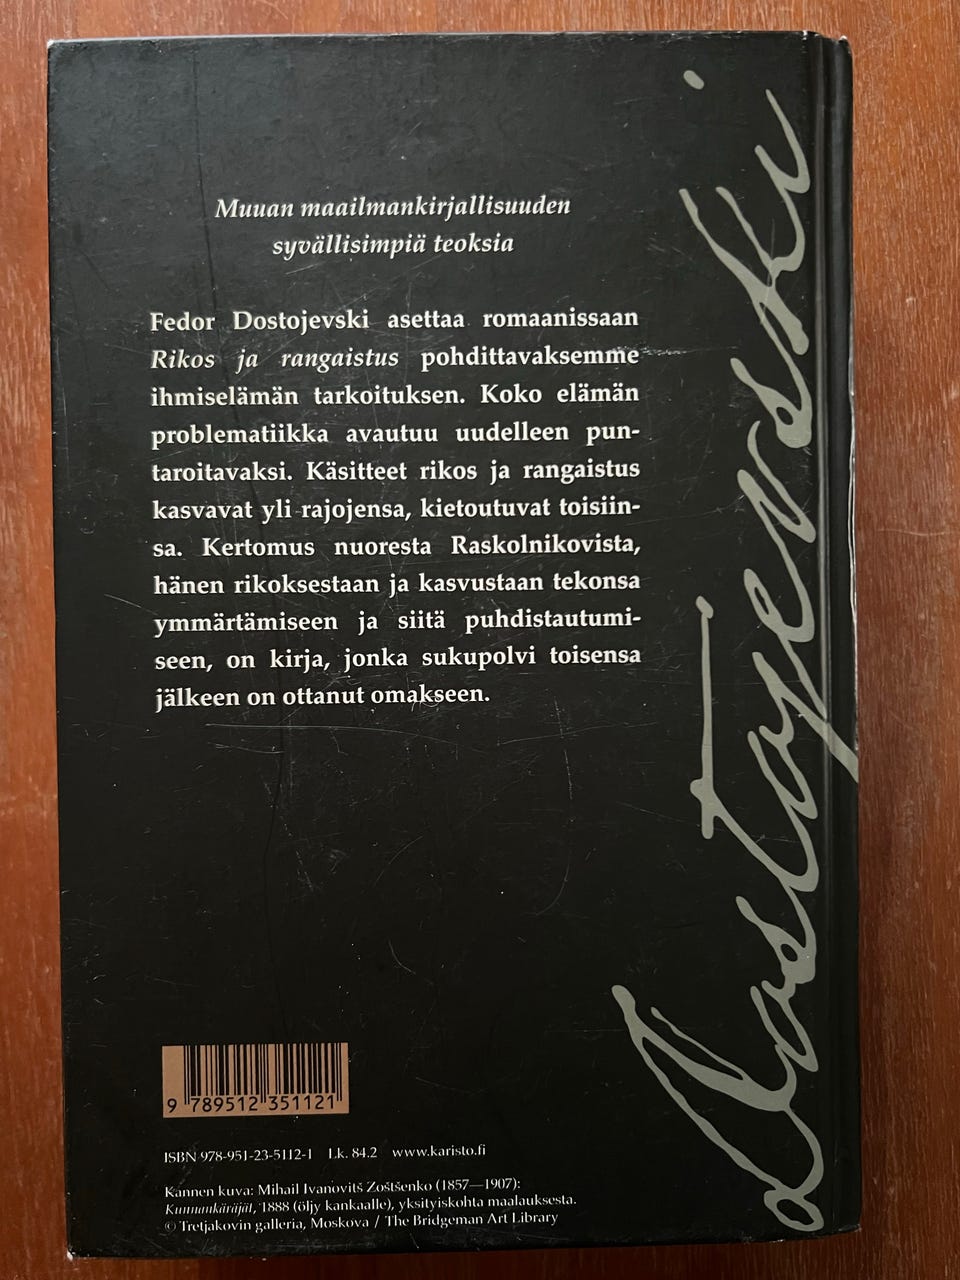 Muuan maailmankirjallisuuden
syvällisimpiä teoksia
Fedor Dostojevski asettaa romaanissaan
Rikos ja rangaistus pohdittavaksemme
ihmiselämän tarkoituksen. Koko elämän
problematiikka avautuu uudelleen pun-
taroitavaksi. Käsitteet rikos ja rangaistus
kasvavat yli rajojensa, kietoutuvat toisiin-
sa. Kertomus nuoresta Raskolnikovista,
hänen rikoksestaan ja kasvustaan tekonsa
ymmärtämiseen ja siitä puhdistautumi-
seen, on kirja, jonka sukupolvi toisensa
jälkeen on ottanut omakseen.
Dostojevski
9 789512 351121
ISBN 978-951-23-5112-1 Lk. 84.2 www.karisto.fi
Kannen kuva: Mihail Ivanovitš Zoštšenko (1857—1907):
Kunnankäräjät, 1888 (öljy kankaalle), yksityiskohta maalauksesta.
© Tretjakovin galleria, Moskova / The Bridgeman Art Library